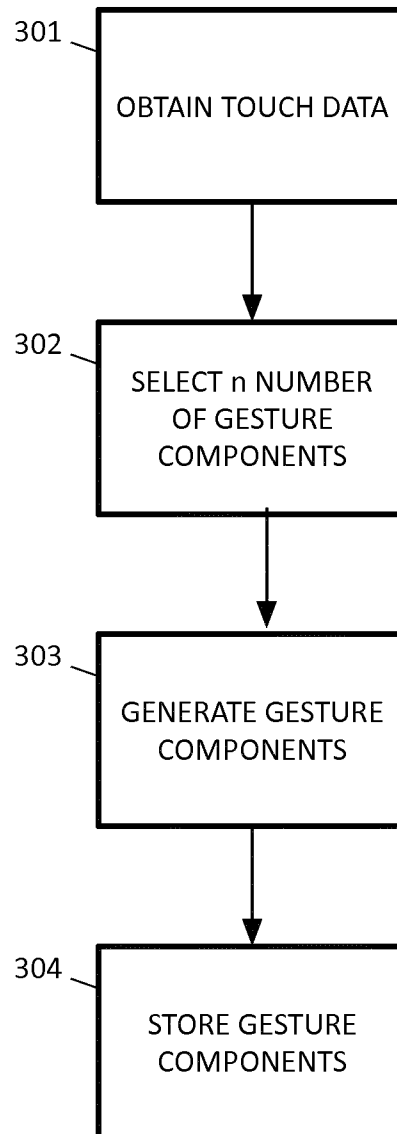 301
OBTAIN TOUCH DATA
302
SELECT n NUMBER
OF GESTURE
COMPONENTS
303
GENERATE GESTURE
COMPONENTS
304
STORE GESTURE
COMPONENTS